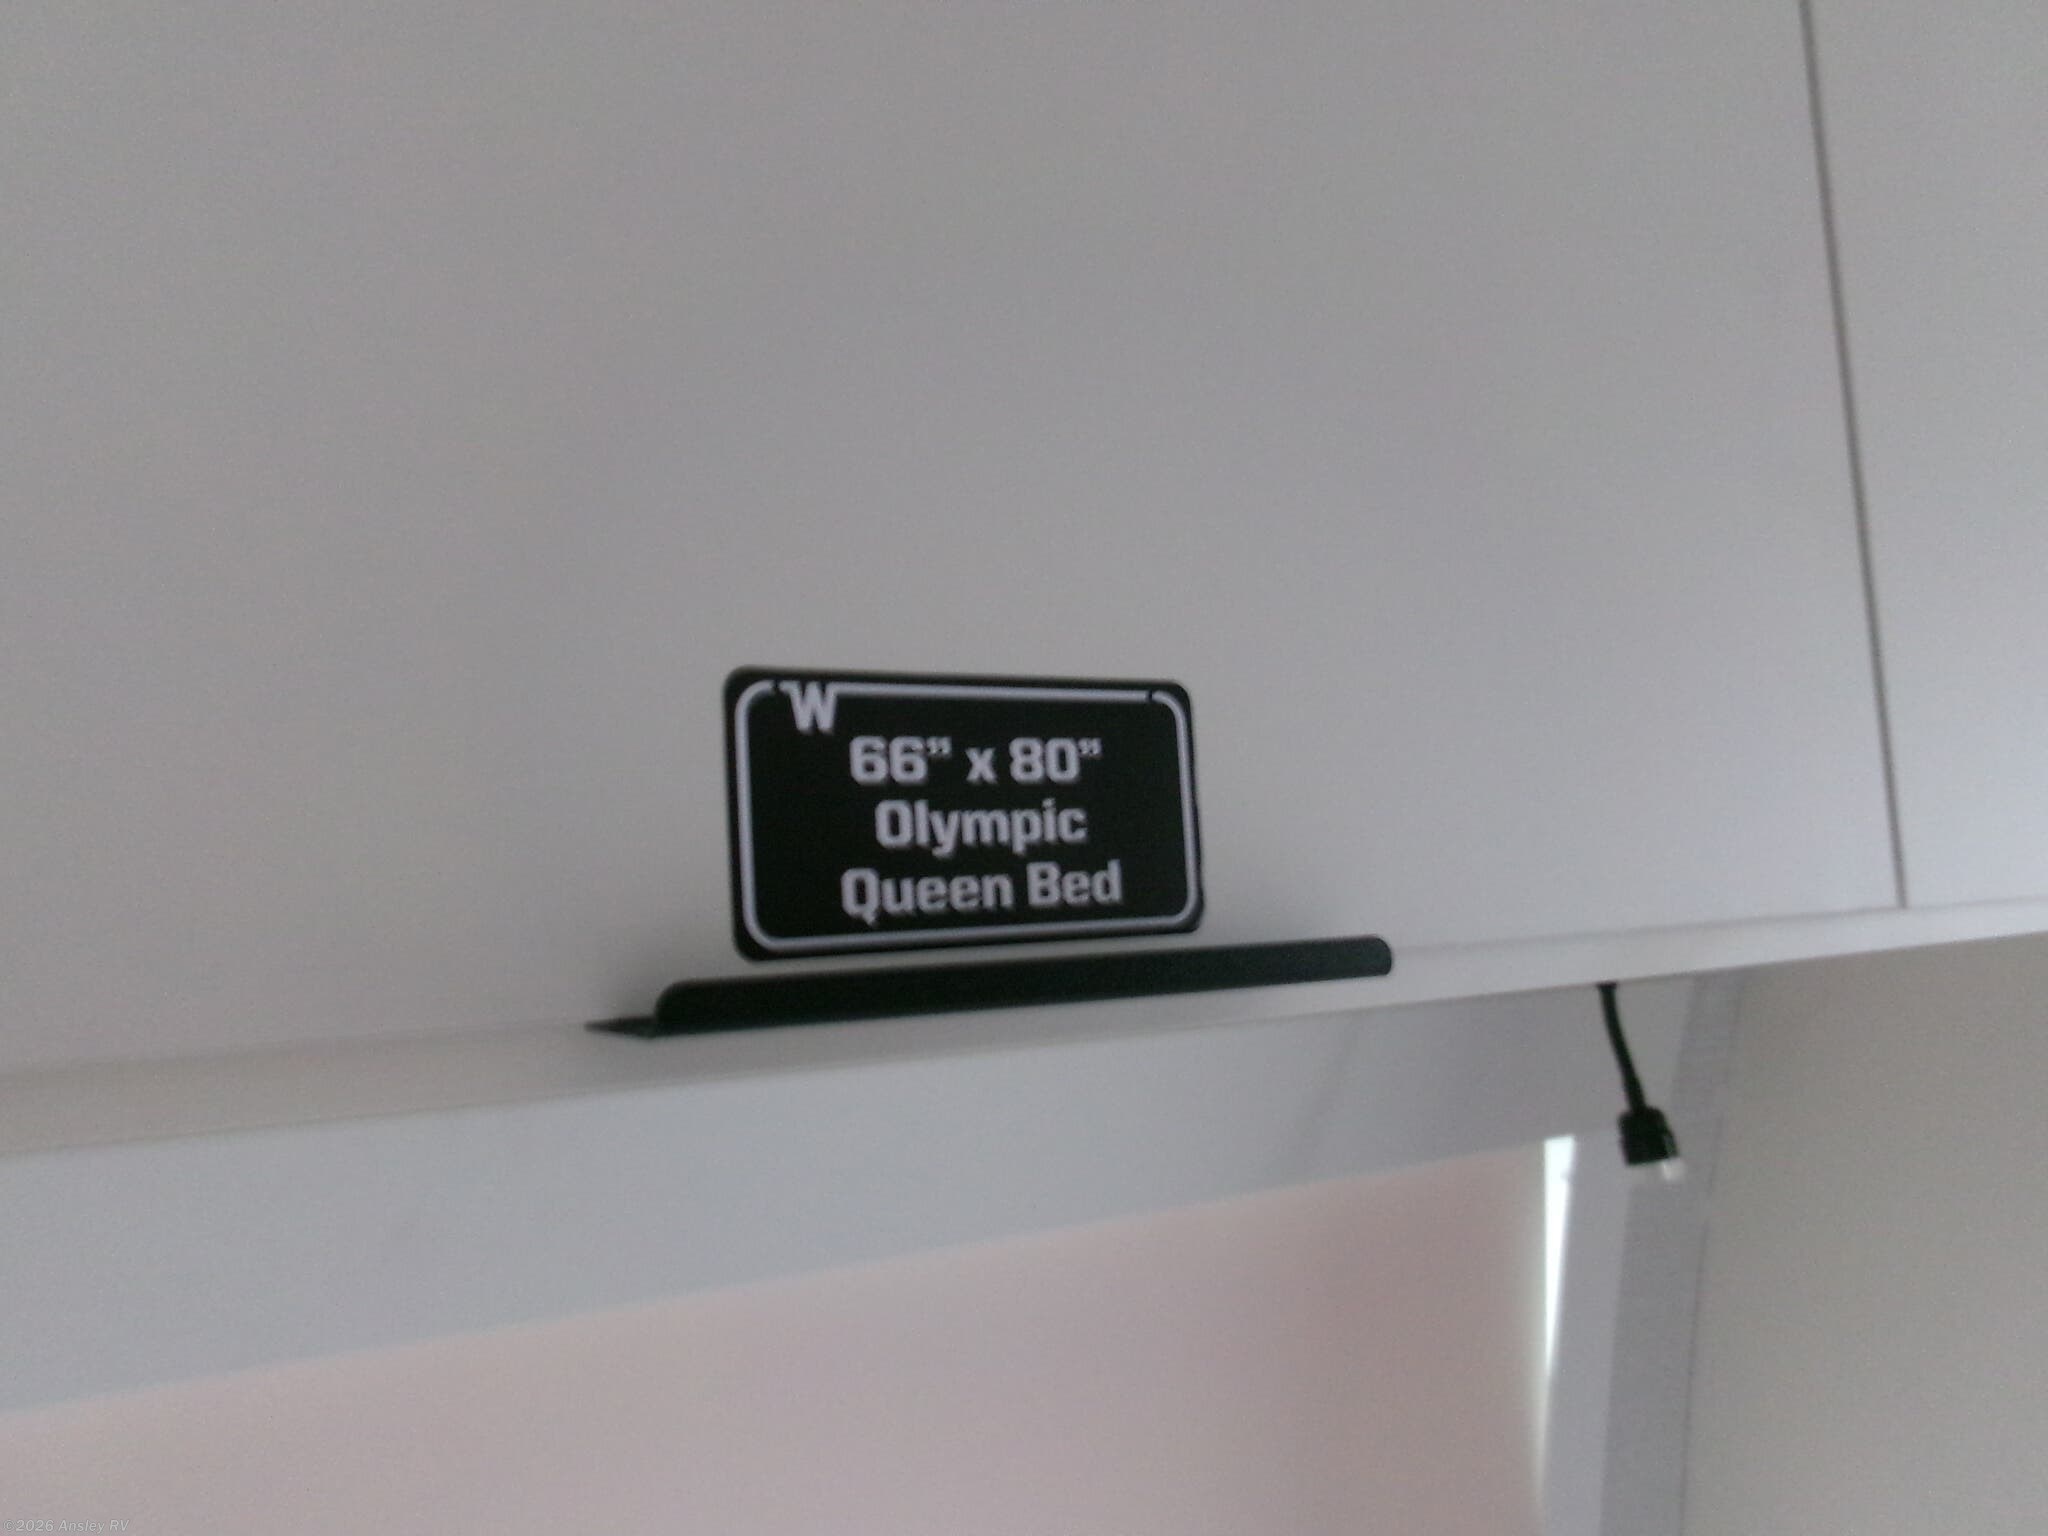 W
66” x 80”
Olympic
Queen Bed
©2026 Ansley RV